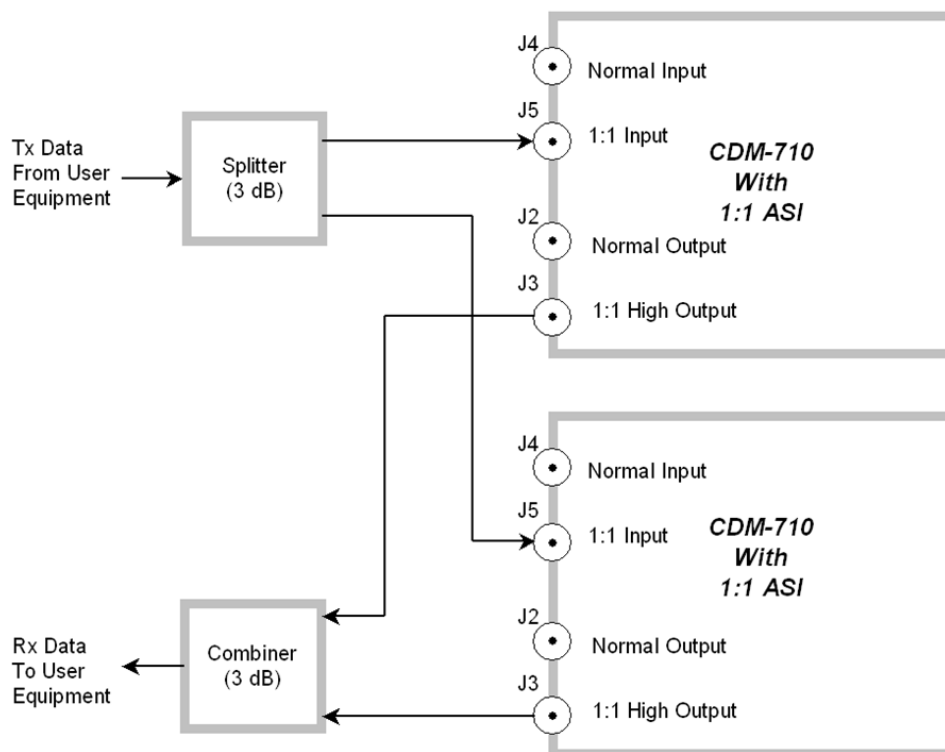 J4
Normal Input
J5
1:1 Input
CDM-710
With
1:1 ASI
J2
Normal Output
J3
1:1 High Output
Tx Data
From User
Equipment
Splitter
(3 dB)
J4
Normal Input
J5
1:1 Input
CDM-710
With
1:1 ASI
J2
Normal Output
J3
1:1 High Output
Rx Data
To User
Equipment
Combiner
(3 dB)